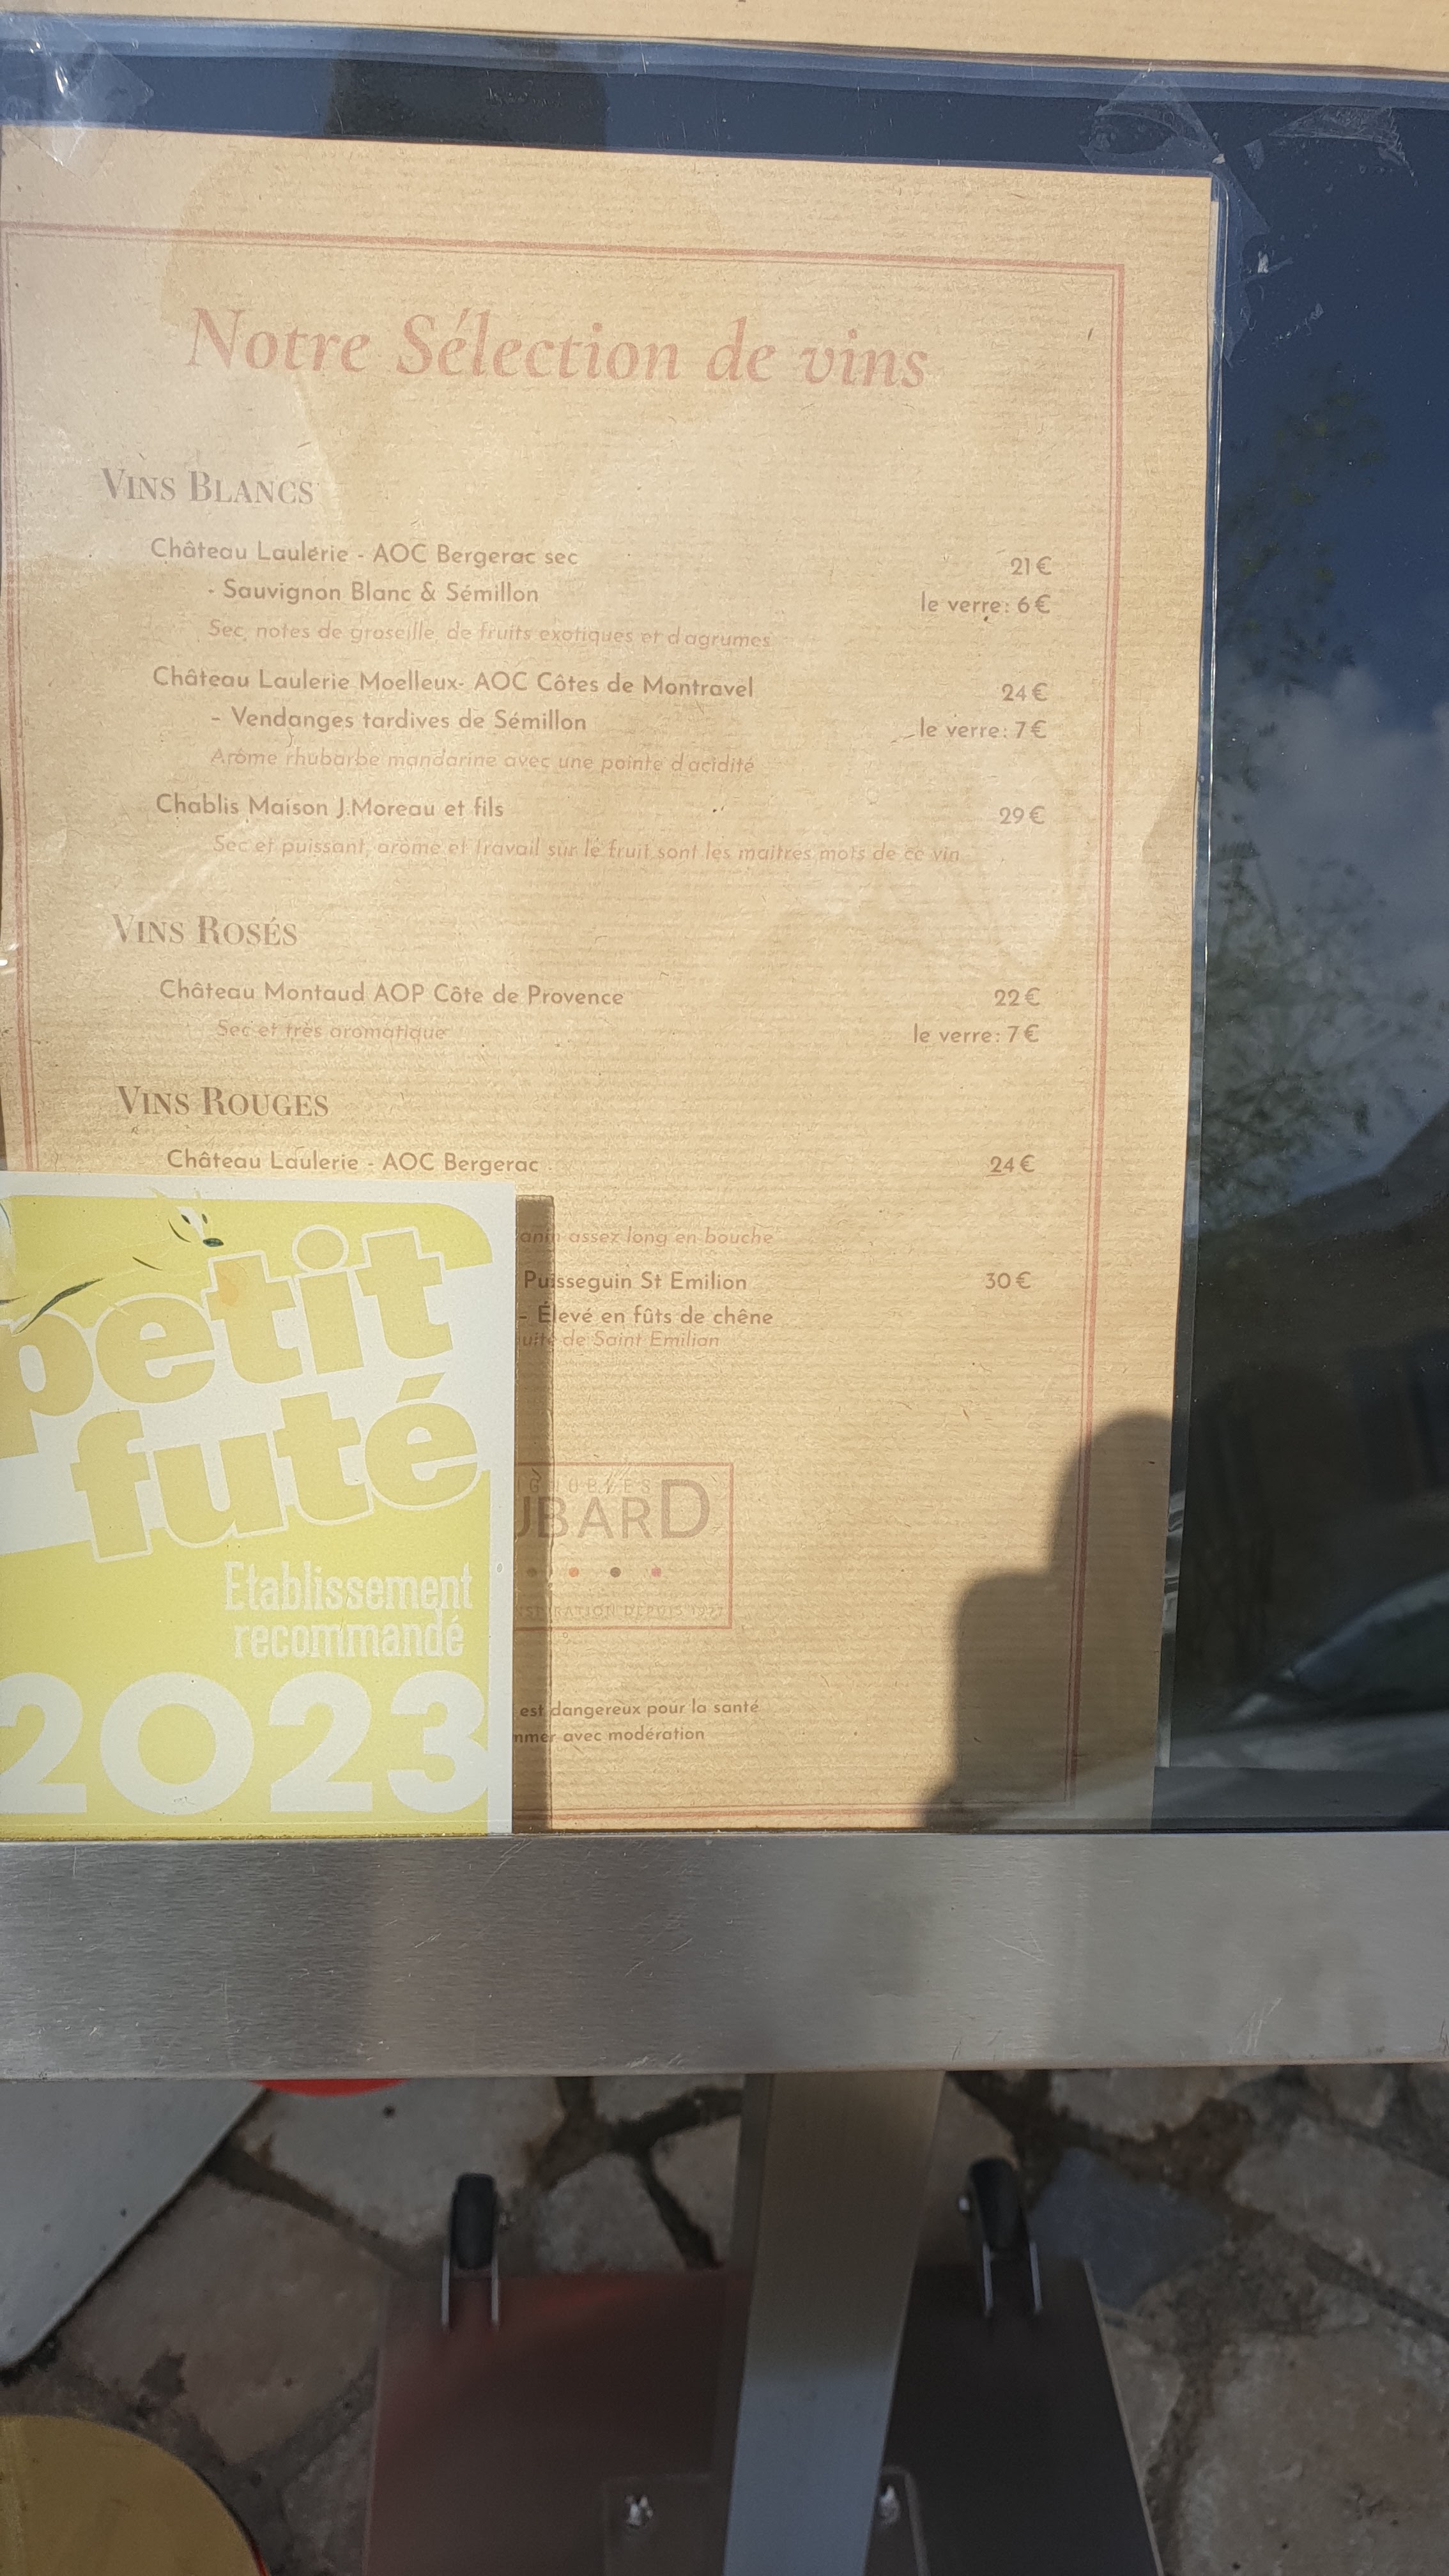 Notre Sélection de vins
VINS BLANCS
Château Laulerie - AOC Bergerac sec 21€
- Sauvignon Blanc & Sémillon le verre: 6€
Sec, notes de groseille, de fruits exotiques et d'agrumes
Château Laulerie Moelleux- AOC Côtes de Montravel 24€
- Vendanges tardives de Sémillon le verre: 7€
Arôme rhubarbe mandarine avec une pointe d'acidité
Chablis Maison J.Moreau et fils 29€
Sec et puissant, arôme et travail sur le fruit sont les maitres mots de ce vin
VINS ROSÉS
Château Montaud AOP Côte de Provence 22€
Sec et très aromatique le verre: 7€
VINS ROUGES
Château Laulerie - AOC Bergerac 24€
assez long en bouche
Puisseguin St Emilion 30€
- Élevé en fûts de chêne
de Saint Emilion
UBARD
DEPUIS
est dangereux pour la santé
avec modération
petit
futé
Etablissement
recommandé
2023